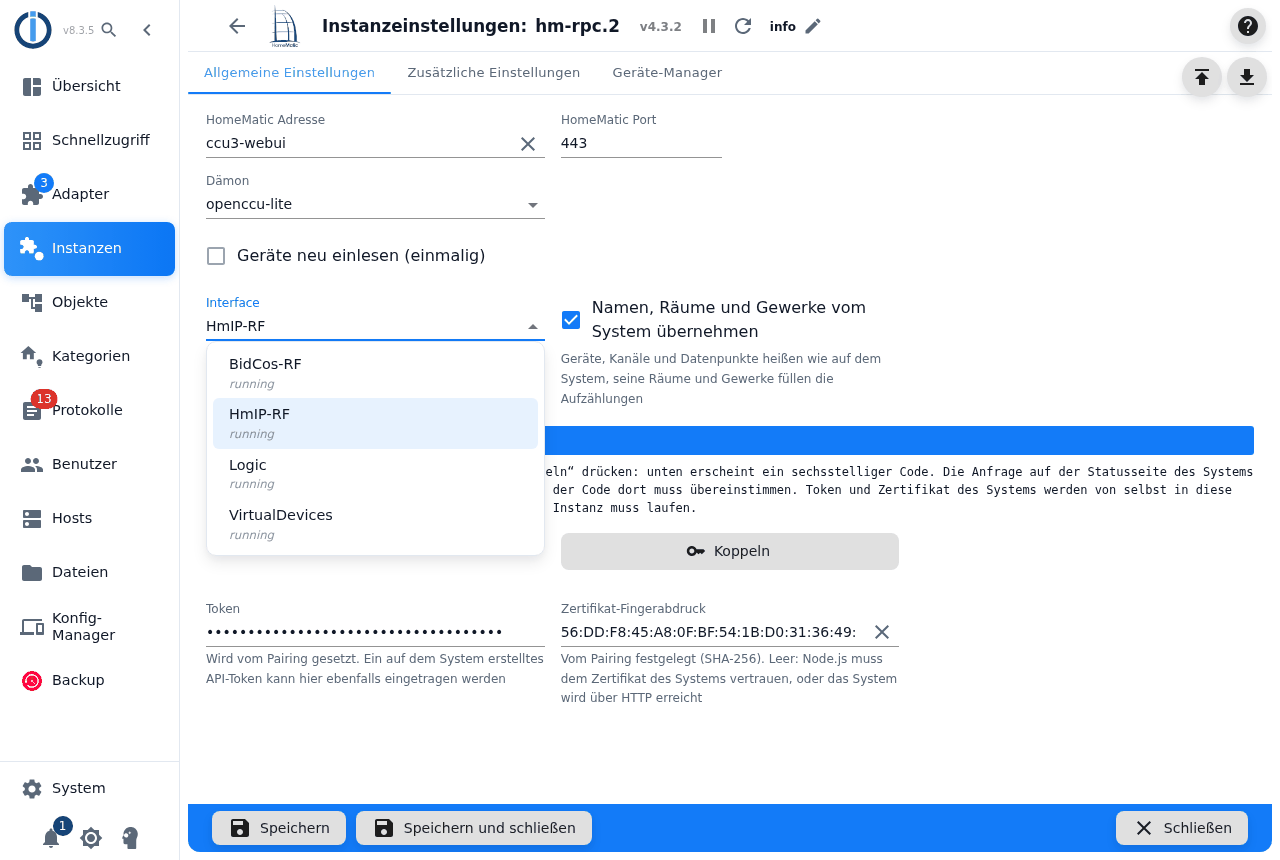 v8.3.5
Übersicht
Schnellzugriff
3
Adapter
Instanzen
Objekte
Kategorien
13
Protokolle
Benutzer
Hosts
Dateien
Konfig-
Manager
Backup
System
1
HomeMatic
Instanzeinstellungen: hm-rpc.2
v4.3.2
info
Allgemeine Einstellungen
Zusätzliche Einstellungen
Geräte-Manager
HomeMatic Adresse
ccu3-webui
HomeMatic Port
443
Dämon
openccu-lite
Geräte neu einlesen (einmalig)
Interface
HmIP-RF
BidCos-RF
running
HmIP-RF
running
Logic
running
VirtualDevices
running
Namen, Räume und Gewerke vom
System übernehmen
Geräte, Kanäle und Datenpunkte heißen wie auf dem
System, seine Räume und Gewerke füllen die
Aufzählungen
eln“ drücken: unten erscheint ein sechsstelliger Code. Die Anfrage auf der Statusseite des Systems
der Code dort muss übereinstimmen. Token und Zertifikat des Systems werden von selbst in diese
Instanz muss laufen.
Koppeln
Token
••••••••••••••••••••••••••••••••••••
Wird vom Pairing gesetzt. Ein auf dem System erstelltes
API-Token kann hier ebenfalls eingetragen werden
Zertifikat-Fingerabdruck
56:DD:F8:45:A8:0F:BF:54:1B:D0:31:36:49:
Vom Pairing festgelegt (SHA-256). Leer: Node.js muss
dem Zertifikat des Systems vertrauen, oder das System
wird über HTTP erreicht
Speichern
Speichern und schließen
Schließen